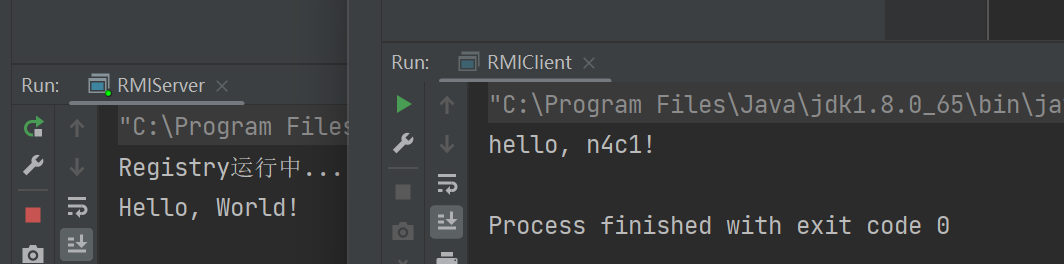 Run: RMIServer
"C:\Program Files
Registry运行中...
Hello, World!
Run: RMIClient
"C:\Program Files\Java\jdk1.8.0_65\bin\ja
hello, n4c1!
Process finished with exit code 0